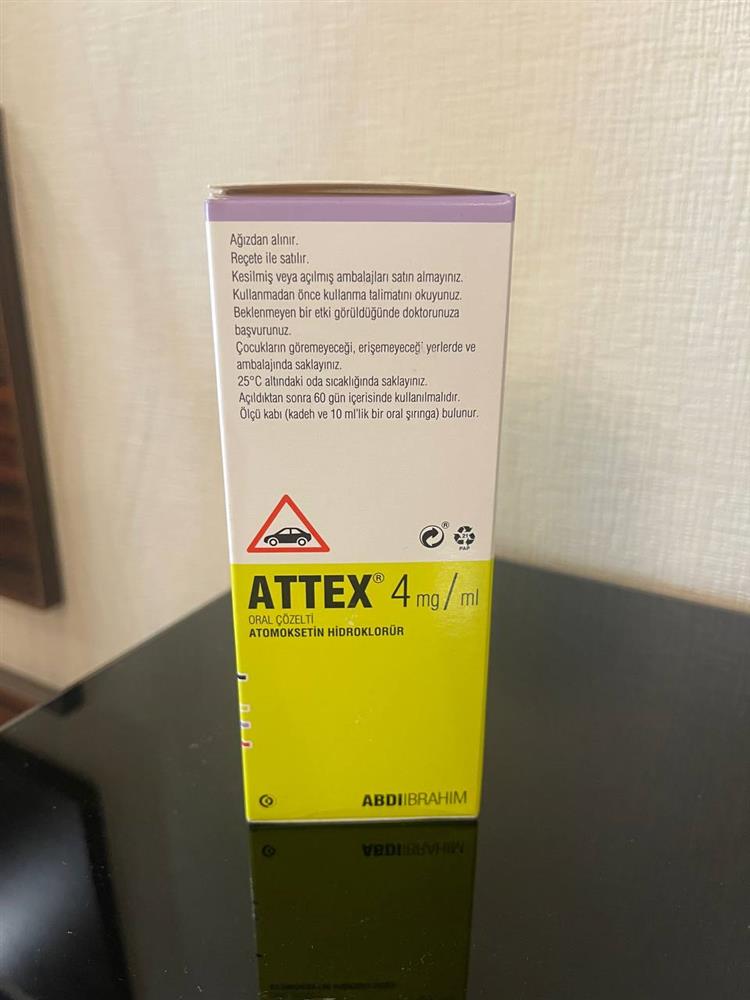 Ağızdan alınır.
Reçete ile satılır.
Kesilmiş veya açılmış ambalajları satın almayınız.
Kullanmadan önce kullanma talimatını okuyunuz.
Beklenmeyen bir etki görüldüğünde doktorunuza
başvurunuz.
Çocukların göremeyeceği, erişemeyeceği yerlerde ve
ambalajında saklayınız.
25°C altındaki oda sıcaklığında saklayınız.
Açıldıktan sonra 60 gün içerisinde kullanılmalıdır.
Ölçü kabı (kadeh ve 10 ml'lik bir oral şırınga) bulunur.
®
21
PAP
ATTEX® 4 mg/ml
ORAL ÇÖZELTİ
ATOMOKSETİN HİDROKLORÜR
ABDIIBRAHIM